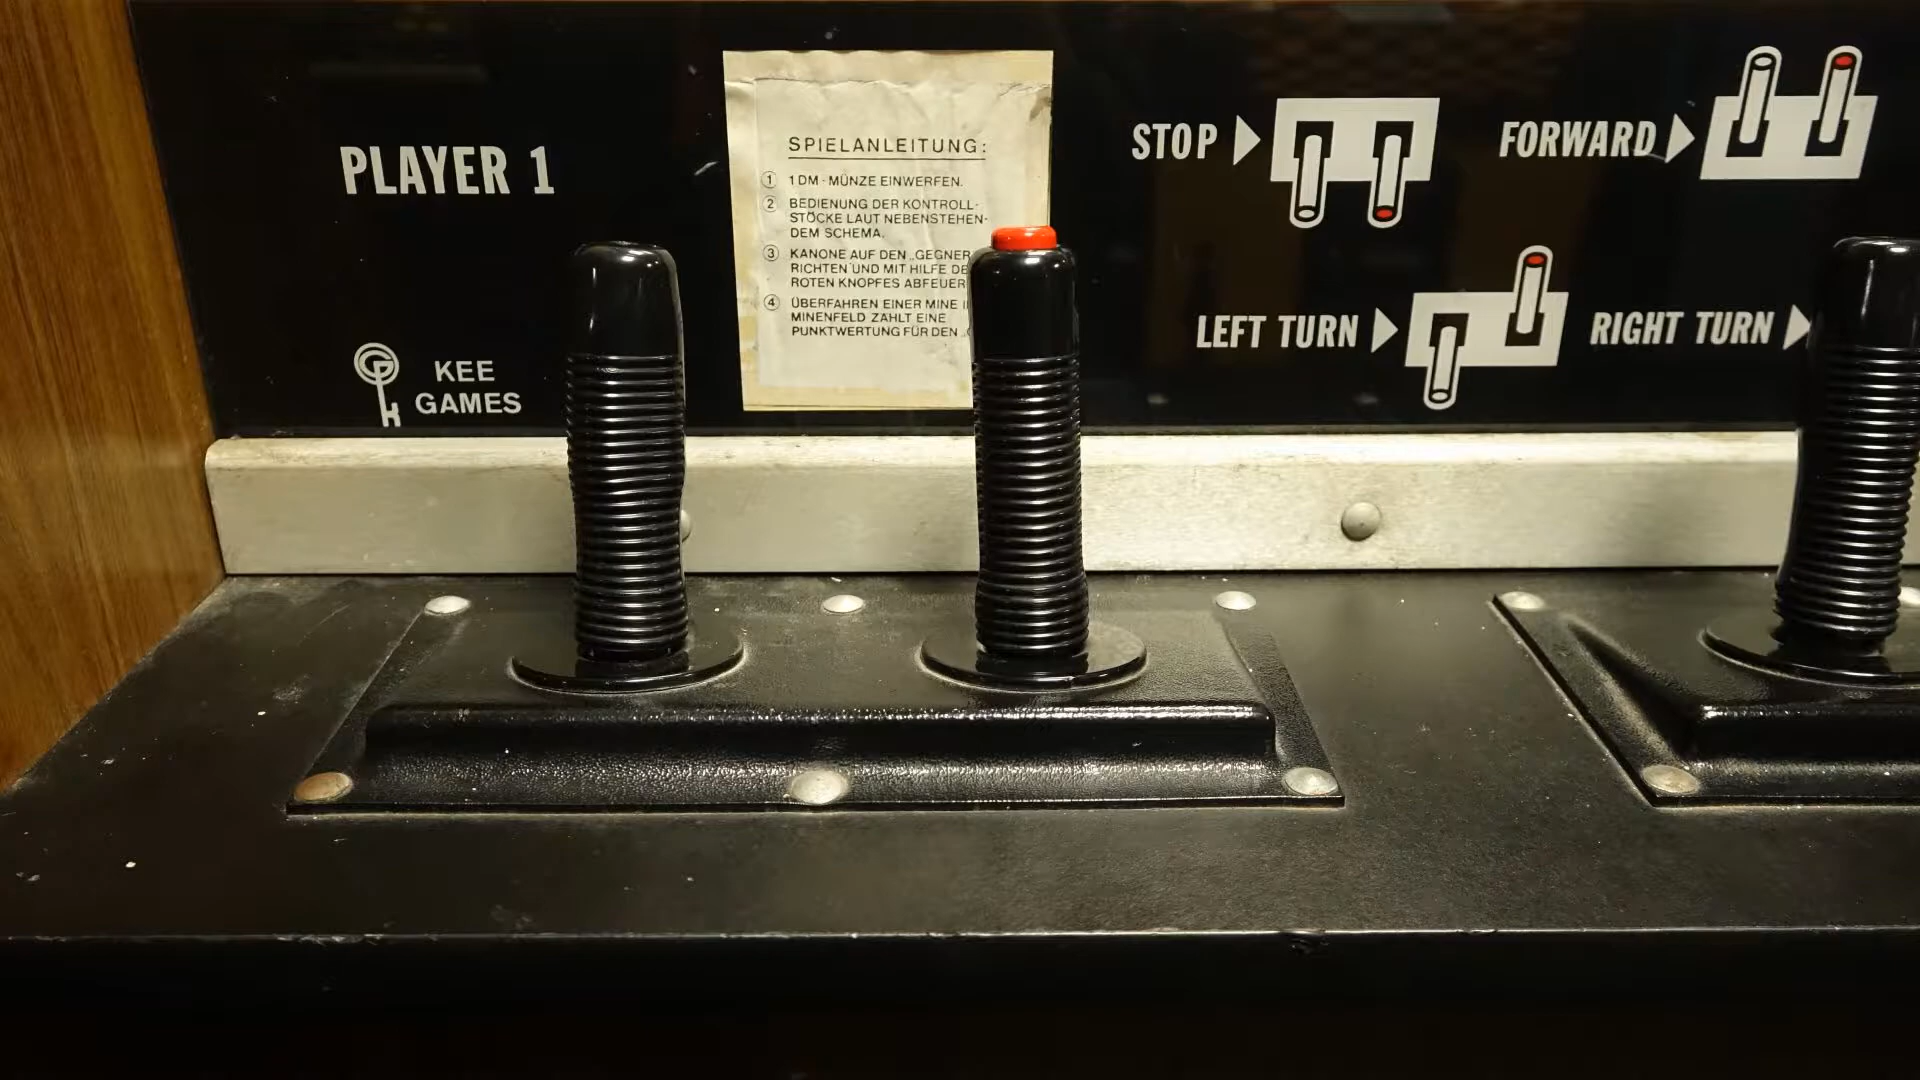 PLAYER 1
KEE
GAMES
SPIELANLEITUNG:
1 1 DM - MÜNZE EINWERFEN.
2 BEDIENUNG DER KONTROLL-
STÖCKE LAUT NEBENSTEHEN-
DEM SCHEMA.
3 KANONE AUF DEN „GEGNER
RICHTEN UND MIT HILFE DE
ROTEN KNOPFES ABFEUER
4 ÜBERFAHREN EINER MINE I
MINENFELD ZÄHLT EINE
PUNKTWERTUNG FÜR DEN „
STOP
FORWARD
LEFT TURN
RIGHT TURN